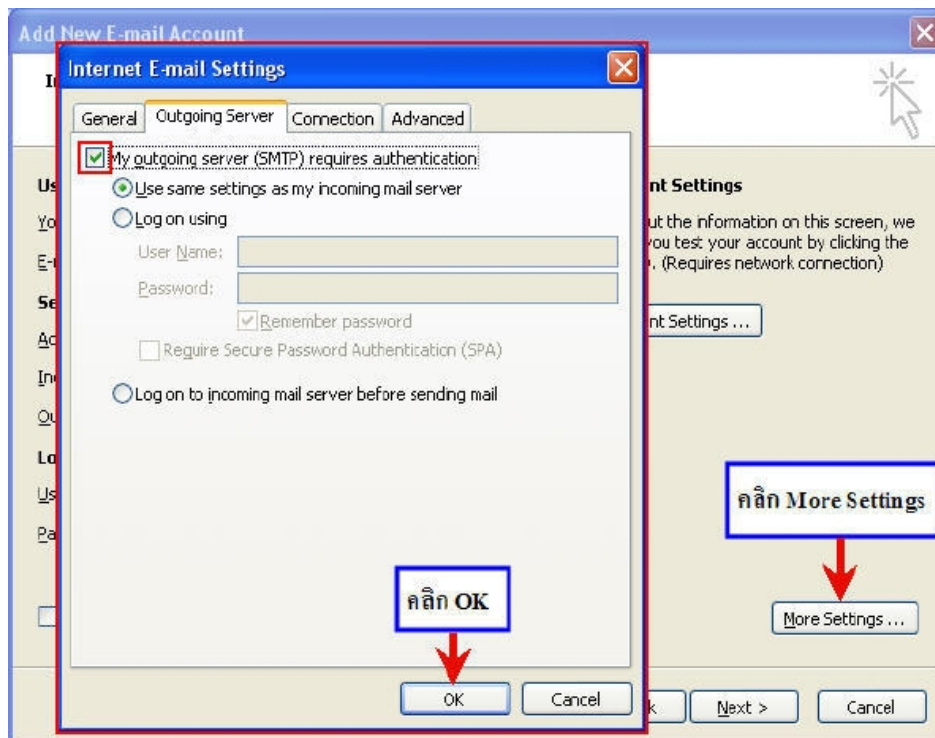 Add New E-mail Account
Internet E-mail Settings
General Outgoing Server Connection Advanced
My outgoing server (SMTP) requires authentication
Use same settings as my incoming mail server
Log on using
User Name:
Password:
Remember password
Require Secure Password Authentication (SPA)
Log on to incoming mail server before sending mail
nt Settings
ut the information on this screen, we
you test your account by clicking the
. (Requires network connection)
nt Settings ...
คลิก More Settings
More Settings ...
คลิก OK
OK Cancel
Next > Cancel